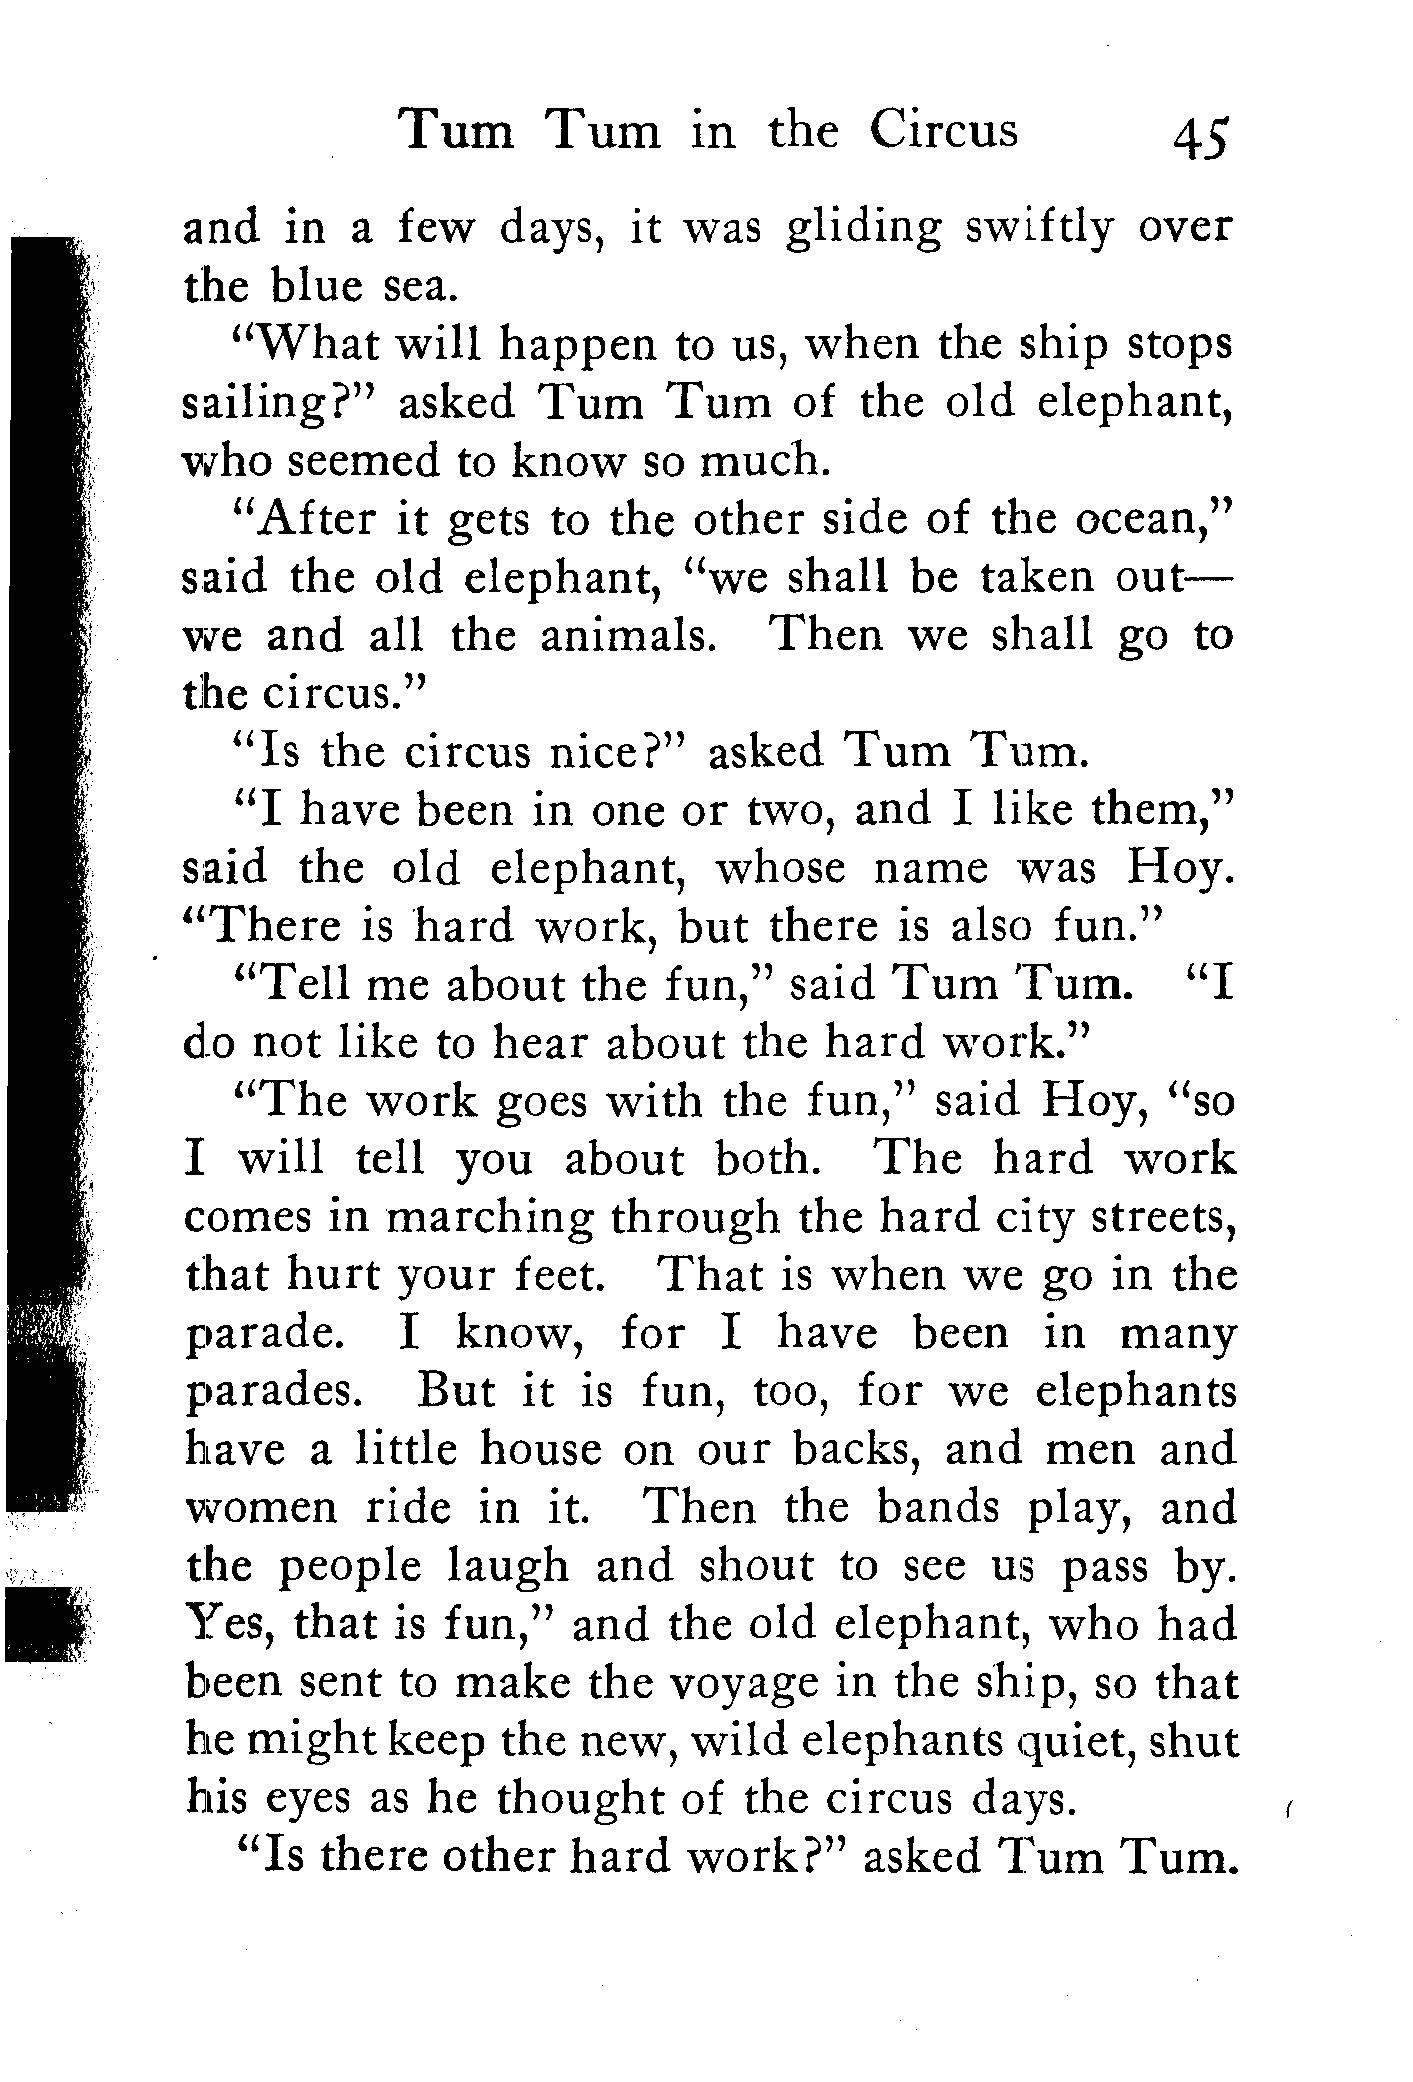 Tum Tum in the Circus 45
and in a few days, it was gliding swiftly over
the blue sea.
“What will happen to us, when the ship stops
sailing?” asked Tum Tum of the old elephant,
who seemed to know so much.
“After it gets to the other side of the ocean,”
said the old elephant, “we shall be taken out—
we and all the animals. Then we shall go to
the circus.”
“Is the circus nice?” asked Tum Tum.
“I have been in one or two, and I like them,”
said the old elephant, whose name was Hoy.
“There is hard work, but there is also fun.”
“Tell me about the fun,” said Tum Tum. “I
do not like to hear about the hard work.”
“The work goes with the fun,” said Hoy, “so
I will tell you about both. The hard work
comes in marching through the hard city streets,
that hurt your feet. That is when we go in the
parade. I know, for I have been in many
parades. But it is fun, too, for we elephants
have a little house on our backs, and men and
women ride in it. Then the bands play, and
the people laugh and shout to see us pass by.
Yes, that is fun,” and the old elephant, who had
been sent to make the voyage in the ship, so that
he might keep the new, wild elephants quiet, shut
his eyes as he thought of the circus days.
“Is there other hard work?” asked Tum Tum.